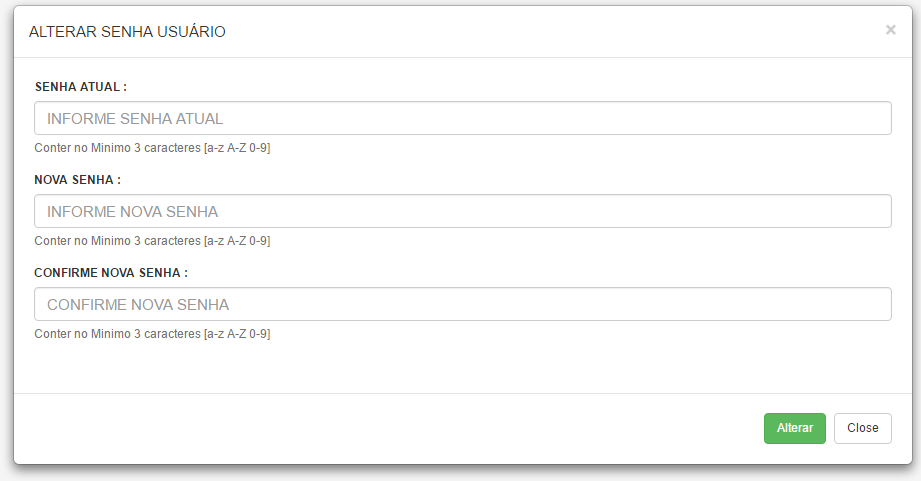 ALTERAR SENHA USUÁRIO
×
SENHA ATUAL :
INFORME SENHA ATUAL
Conter no Minimo 3 caracteres [a-z A-Z 0-9]
NOVA SENHA :
INFORME NOVA SENHA
Conter no Minimo 3 caracteres [a-z A-Z 0-9]
CONFIRME NOVA SENHA :
CONFIRME NOVA SENHA
Conter no Minimo 3 caracteres [a-z A-Z 0-9]
Alterar
Close